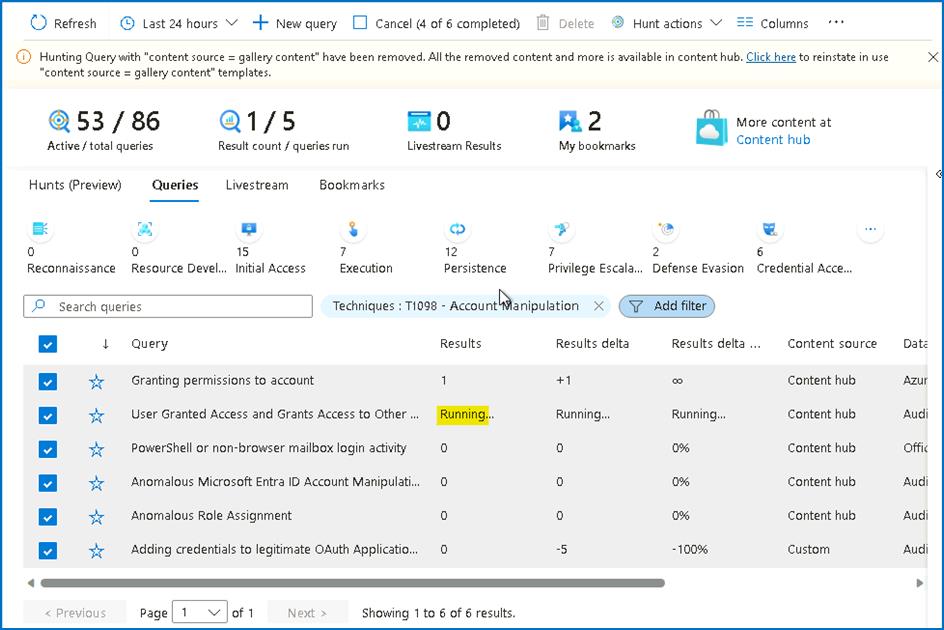 Refresh Last 24 hours New query Cancel (4 of 6 completed) Delete Hunt actions Columns ...
Hunting Query with "content source = gallery content" have been removed. All the removed content and more is available in content hub. Click here to reinstate in use
"content source = gallery content" templates.
53 / 86 1 / 5 0 2 More content at
Active / total queries Result count / queries run Livestream Results My bookmarks Content hub
Hunts (Preview) Queries Livestream Bookmarks
0 0 15 7 12 7 2 6 ...
Reconnaissance Resource Devel... Initial Access Execution Persistence Privilege Escala... Defense Evasion Credential Acce...
Search queries Techniques : T1098 - Account Manipulation Add filter
Query Results Results delta Results delta ... Content source Data
Granting permissions to account 1 +1 ∞ Content hub Azur
User Granted Access and Grants Access to Other ... Running... Running... Running... Content hub Audi
PowerShell or non-browser mailbox login activity 0 0 0% Content hub Offic
Anomalous Microsoft Entra ID Account Manipulati... 0 0 0% Content hub Audi
Anomalous Role Assignment 0 0 0% Content hub Audi
Adding credentials to legitimate OAuth Applicatio... 0 -5 -100% Custom Audi
< Previous Page 1 of 1 Next > Showing 1 to 6 of 6 results.